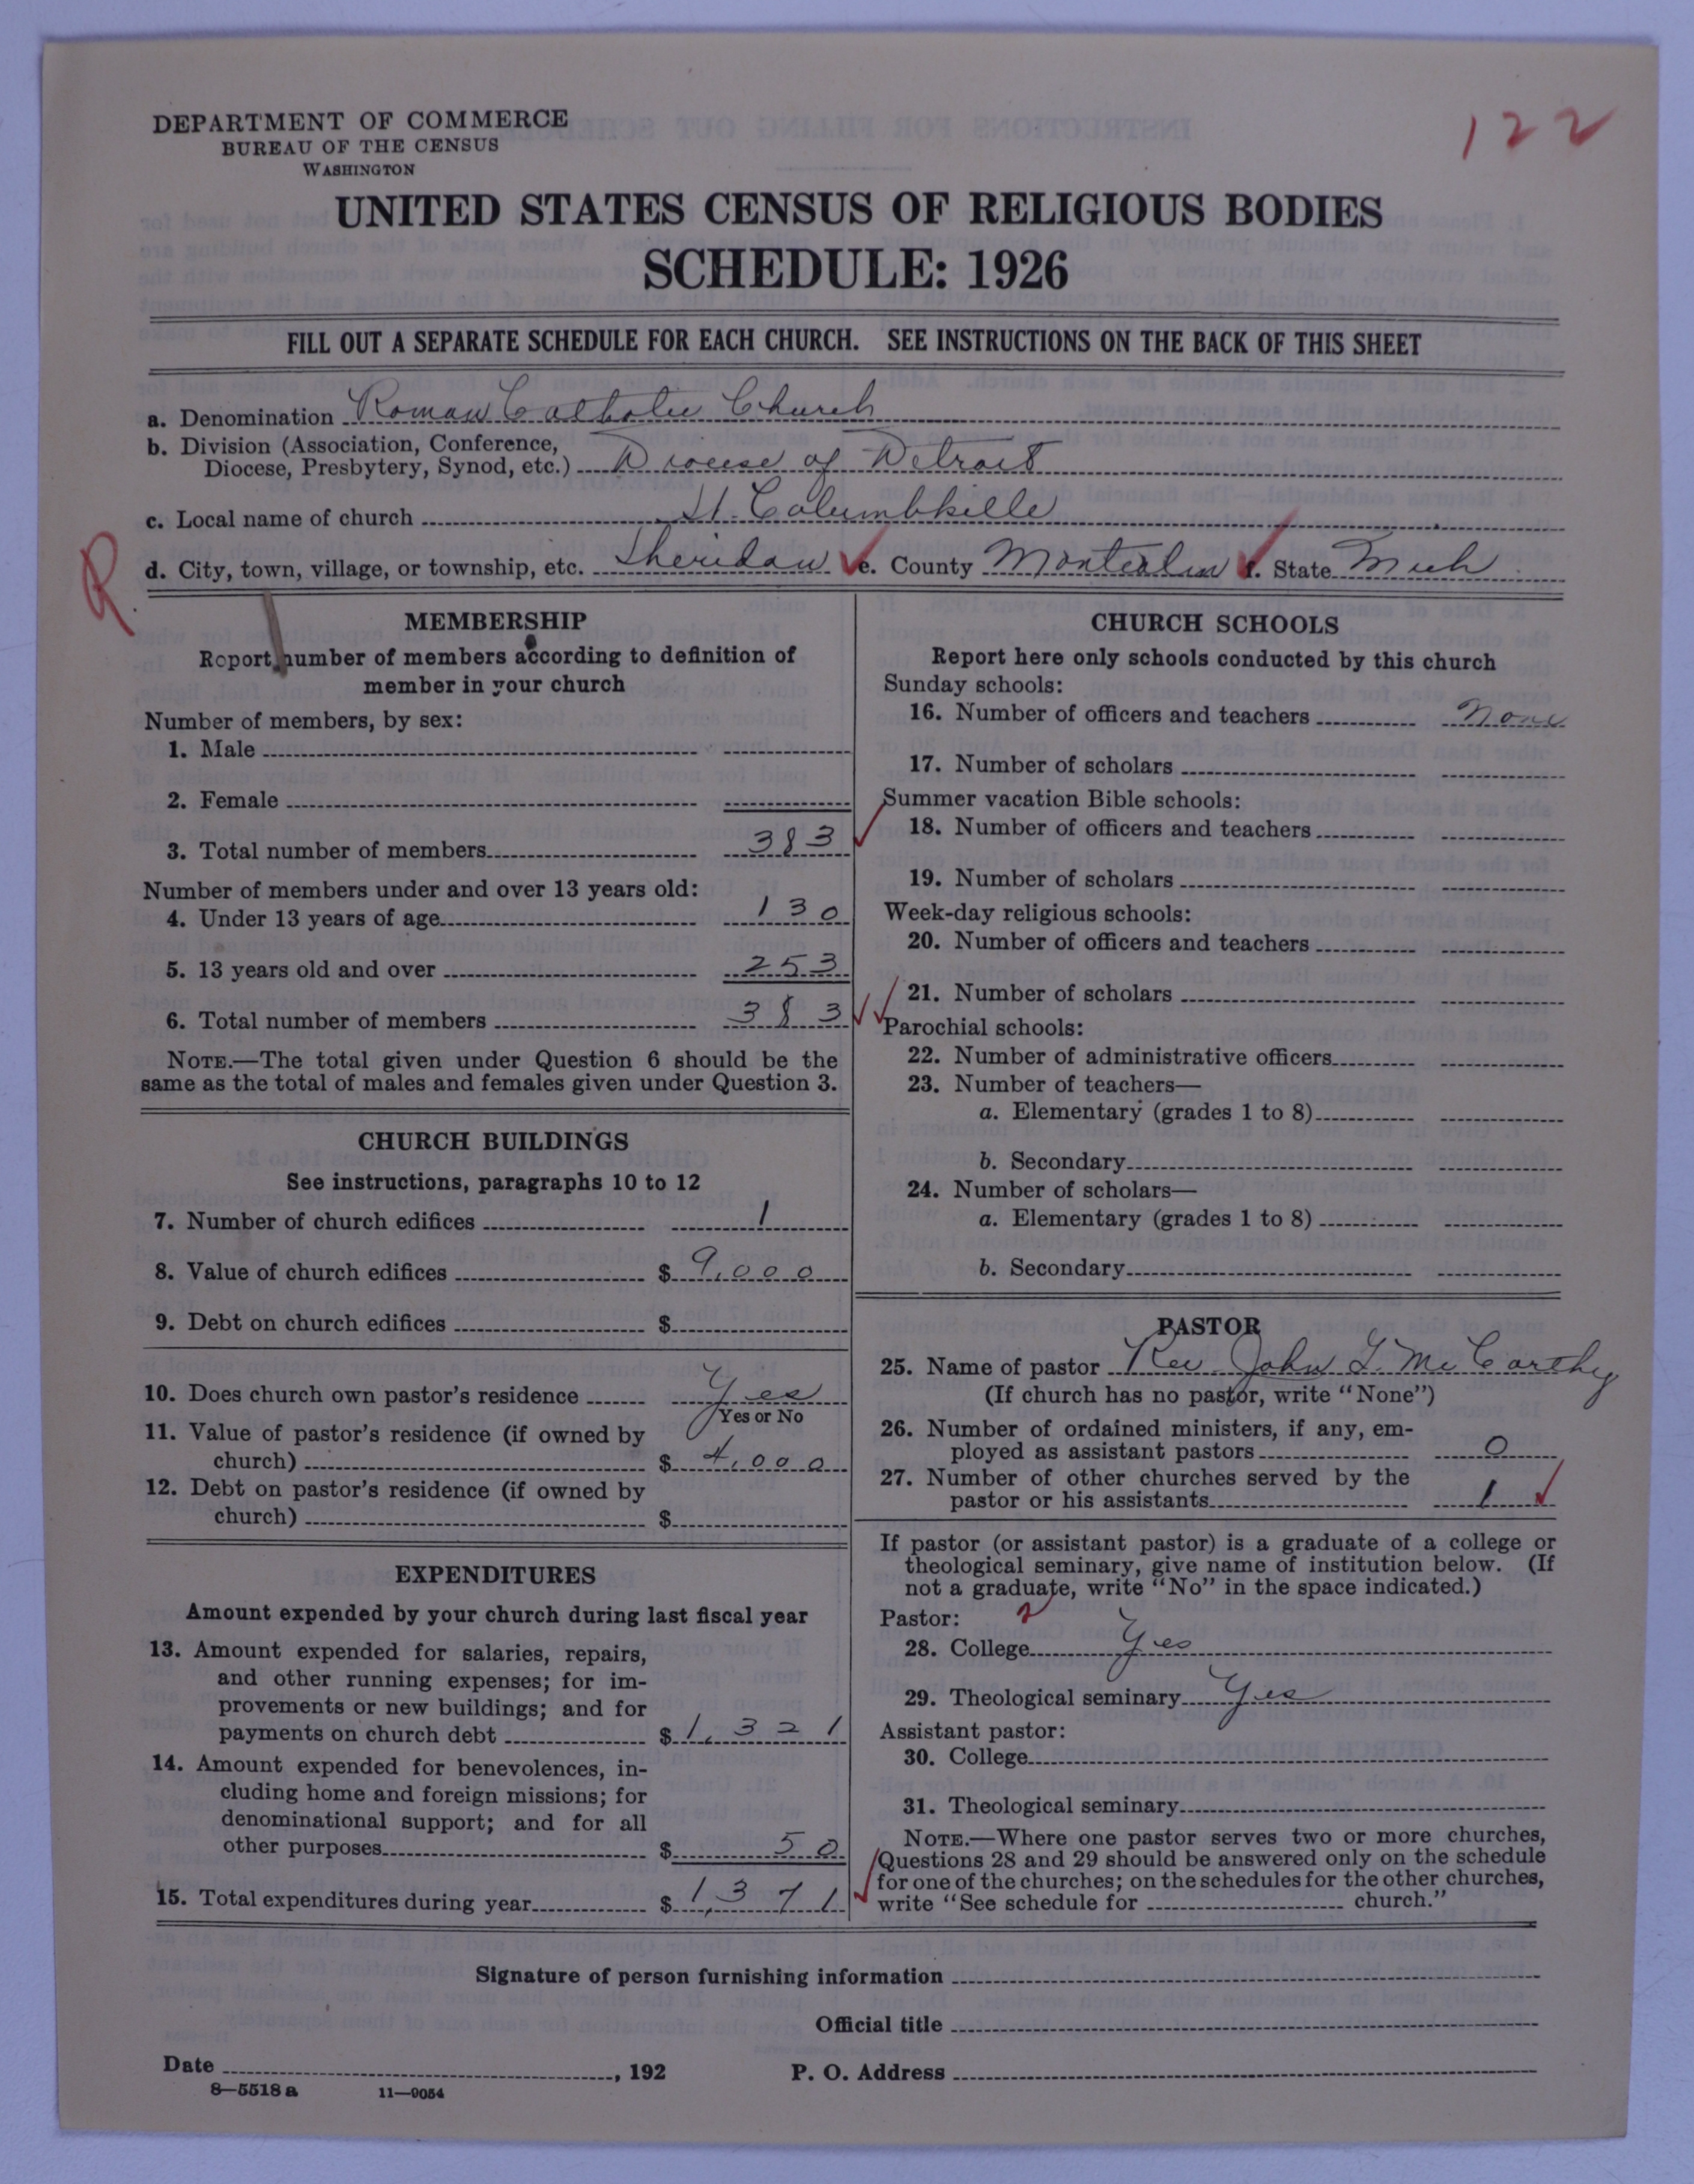 DEPARTMENT OF COMMERCE
BUREAU OF THE CENSUS
WASHINGTON
122
UNITED STATES CENSUS OF RELIGIOUS BODIES
SCHEDULE: 1926
FILL OUT A SEPARATE SCHEDULE FOR EACH CHURCH. SEE INSTRUCTIONS ON THE BACK OF THIS SHEET
a. Denomination Roman Catholic Church
b. Division (Association, Conference,
Diocese, Presbytery, Synod, etc.) Diocese of Detroit
c. Local name of church St. Columbkille
R
d. City, town, village, or township, etc. Sheridan ✓ e. County ✓ f. State Mich
MEMBERSHIP
Report number of members according to definition of
member in your church
Number of members, by sex:
1. Male
2. Female
3. Total number of members 383 ✓
Number of members under and over 13 years old:
4. Under 13 years of age 130
5. 13 years old and over 253
6. Total number of members 383 ✓✓
NOTE.—The total given under Question 6 should be the
same as the total of males and females given under Question 3.
CHURCH BUILDINGS
See instructions, paragraphs 10 to 12
7. Number of church edifices 1
8. Value of church edifices $ 9,000
9. Debt on church edifices $
10. Does church own pastor's residence Yes
Yes or No
11. Value of pastor's residence (if owned by
church) $ 4,000
12. Debt on pastor's residence (if owned by
church) $
EXPENDITURES
Amount expended by your church during last fiscal year
13. Amount expended for salaries, repairs,
and other running expenses; for im-
provements or new buildings; and for
payments on church debt $ 1,321
14. Amount expended for benevolences, in-
cluding home and foreign missions; for
denominational support; and for all
other purposes $ 50
15. Total expenditures during year $ 1,371 ✓
CHURCH SCHOOLS
Report here only schools conducted by this church
Sunday schools:
16. Number of officers and teachers None
17. Number of scholars
Summer vacation Bible schools:
18. Number of officers and teachers
19. Number of scholars
Week-day religious schools:
20. Number of officers and teachers
21. Number of scholars
Parochial schools:
22. Number of administrative officers
23. Number of teachers—
a. Elementary (grades 1 to 8)
b. Secondary
24. Number of scholars—
a. Elementary (grades 1 to 8)
b. Secondary
PASTOR
25. Name of pastor Rev. John G. McCarthy
(If church has no pastor, write "None")
26. Number of ordained ministers, if any, em-
ployed as assistant pastors 0
27. Number of other churches served by the
pastor or his assistants 1 ✓
If pastor (or assistant pastor) is a graduate of a college or
theological seminary, give name of institution below. (If
not a graduate, write "No" in the space indicated.)
Pastor: 2
28. College Yes
29. Theological seminary Yes
Assistant pastor:
30. College
31. Theological seminary
NOTE.—Where one pastor serves two or more churches,
Questions 28 and 29 should be answered only on the schedule
for one of the churches; on the schedules for the other churches,
write "See schedule for church."
Signature of person furnishing information
Official title
Date , 192 P. O. Address
8—5518 a 11—9054